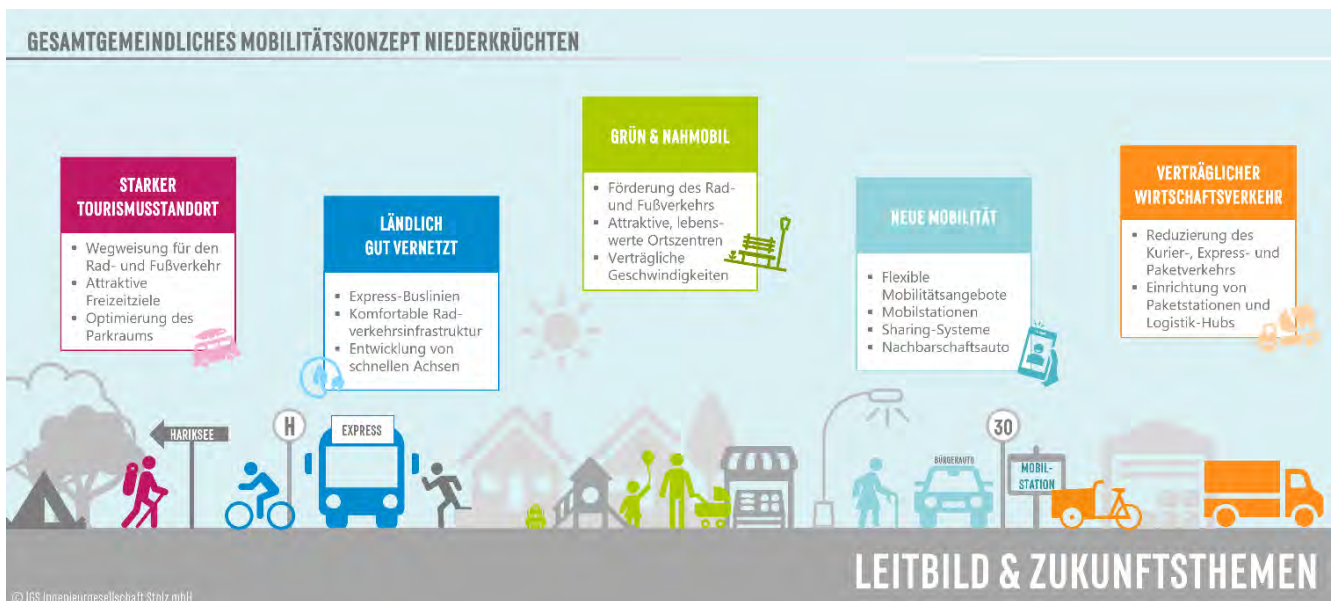 GESAMTGEMEINDLICHES MOBILITÄTSKONZEPT NIEDERKRÜCHTEN
STARKER
TOURISMUSSTANDORT
▪ Wegweisung für den
Rad- und Fußverkehr
▪ Attraktive
Freizeitziele
▪ Optimierung des
Parkraums
LÄNDLICH
GUT VERNETZT
▪ Express-Buslinien
▪ Komfortable Rad-
verkehrsinfrastruktur
▪ Entwicklung von
schnellen Achsen
GRÜN & NAHMOBIL
▪ Förderung des Rad-
und Fußverkehrs
▪ Attraktive, lebens-
werte Ortszentren
▪ Verträgliche
Geschwindigkeiten
NEUE MOBILITÄT
▪ Flexible
Mobilitätsangebote
▪ Mobilstationen
▪ Sharing-Systeme
▪ Nachbarschaftsauto
VERTRÄGLICHER
WIRTSCHAFTSVERKEHR
▪ Reduzierung des
Kurier-, Express- und
Paketverkehrs
▪ Einrichtung von
Paketstationen und
Logistik-Hubs
HARIKSEE
H
EXPRESS
BÜRGERAUTO
30
MOBIL-
STATION
LEITBILD & ZUKUNFTSTHEMEN
© IGS Ingenieurgesellschaft Stolz mbH